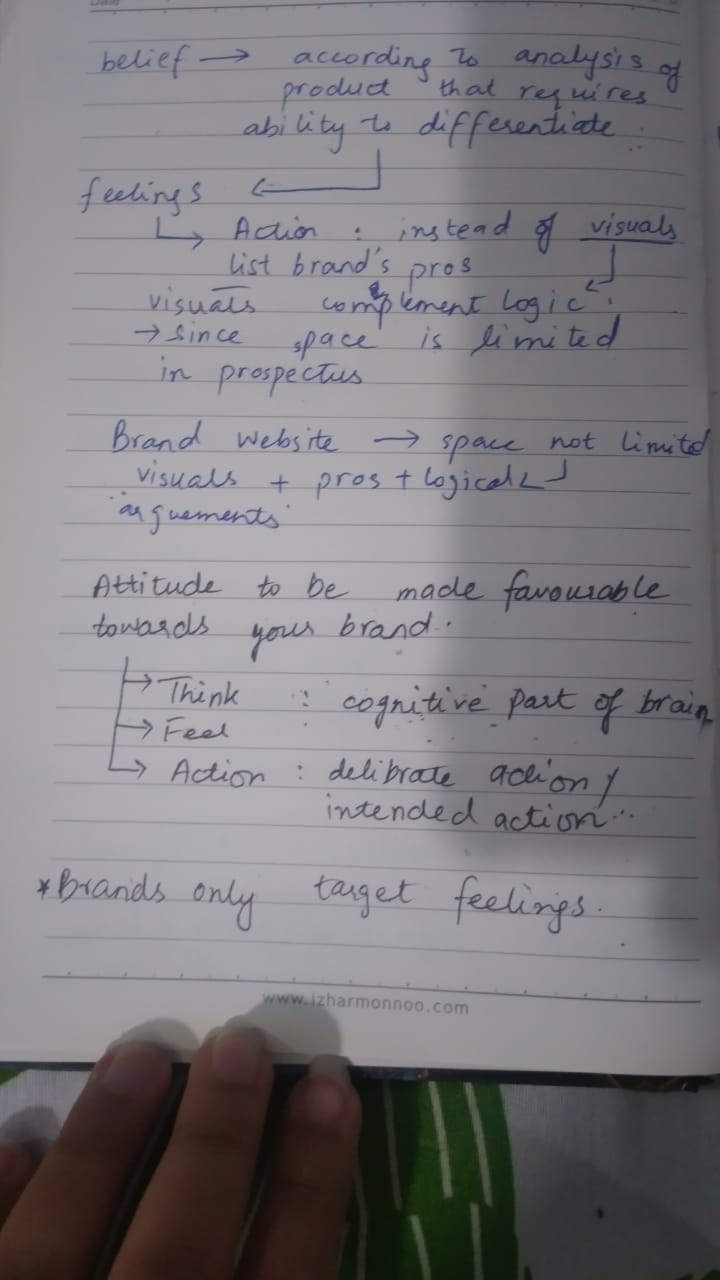 belief → according to analysis of
product that requires
ability to differentiate.
feelings ←
↳ Action : instead of visuals
list brand's pros
visuals complement logic.
→ since space is limited
in prospectus
Brand website → space not limited
visuals + pros + logical
arguements
Attitude to be made favourable
towards your brand.
→ Think : cognitive part of brain
→ Feel
→ Action : delibrate action/
intended action..
*Brands only target feelings.
www.izharmonnoo.com